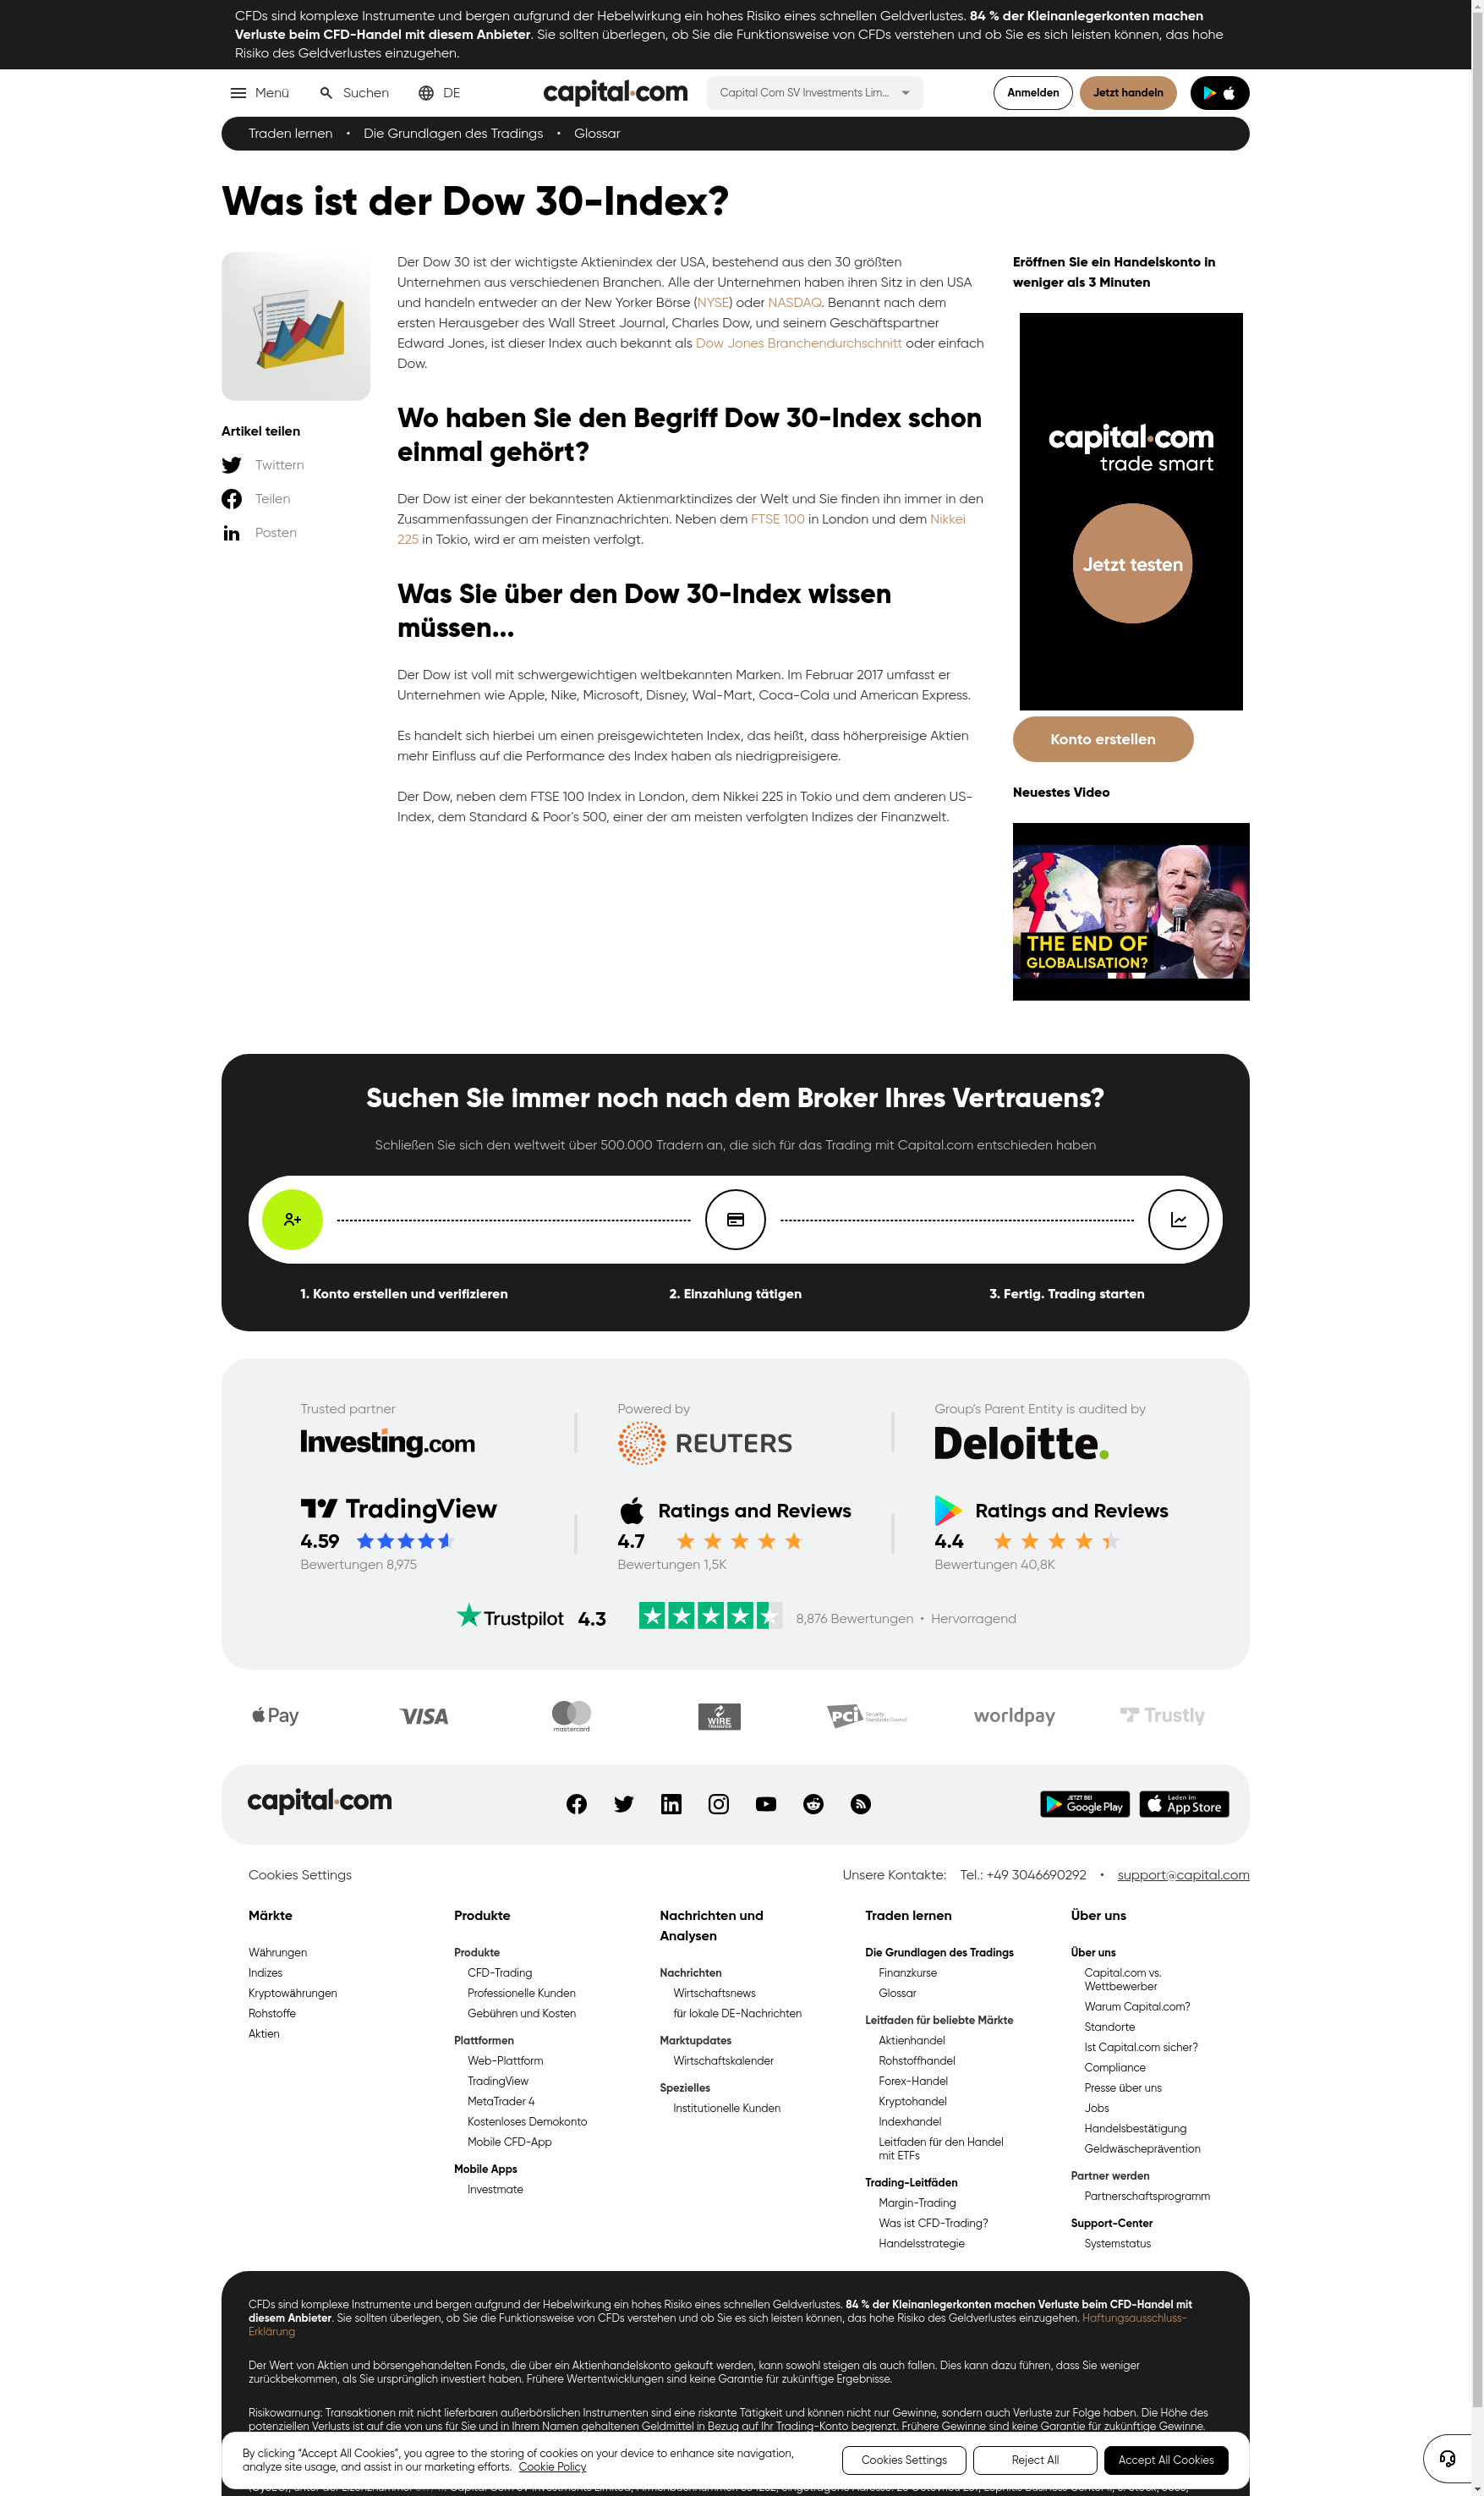 CFDs sind komplexe Instrumente und bergen aufgrund der Hebelwirkung ein hohes Risiko eines schnellen Geldverlustes. 84 % der Kleinanlegerkonten machen
Verluste beim CFD-Handel mit diesem Anbieter. Sie sollten überlegen, ob Sie die Funktionsweise von CFDs verstehen und ob Sie es sich leisten können, das hohe
Risiko des Geldverlustes einzugehen.
Menü Suchen DE capital.com Capital Com SV Investments Lim... Anmelden Jetzt handeln
Traden lernen • Die Grundlagen des Tradings • Glossar
Was ist der Dow 30-Index?
Der Dow 30 ist der wichtigste Aktienindex der USA, bestehend aus den 30 größten
Unternehmen aus verschiedenen Branchen. Alle der Unternehmen haben ihren Sitz in den USA
und handeln entweder an der New Yorker Börse (NYSE) oder NASDAQ. Benannt nach dem
ersten Herausgeber des Wall Street Journal, Charles Dow, und seinem Geschäftspartner
Edward Jones, ist dieser Index auch bekannt als Dow Jones Branchendurchschnitt oder einfach
Dow.
Artikel teilen
Twittern
Teilen
Posten
Wo haben Sie den Begriff Dow 30-Index schon
einmal gehört?
Der Dow ist einer der bekanntesten Aktienmarktindizes der Welt und Sie finden ihn immer in den
Zusammenfassungen der Finanznachrichten. Neben dem FTSE 100 in London und dem Nikkei
225 in Tokio, wird er am meisten verfolgt.
Was Sie über den Dow 30-Index wissen
müssen...
Der Dow ist voll mit schwergewichtigen weltbekannten Marken. Im Februar 2017 umfasst er
Unternehmen wie Apple, Nike, Microsoft, Disney, Wal-Mart, Coca-Cola und American Express.
Es handelt sich hierbei um einen preisgewichteten Index, das heißt, dass höherpreisige Aktien
mehr Einfluss auf die Performance des Index haben als niedrigpreisigere.
Der Dow, neben dem FTSE 100 Index in London, dem Nikkei 225 in Tokio und dem anderen US-
Index, dem Standard & Poor's 500, einer der am meisten verfolgten Indizes der Finanzwelt.
Eröffnen Sie ein Handelskonto in
weniger als 3 Minuten
capital.com
trade smart
Jetzt testen
Konto erstellen
Neuestes Video
THE END OF
GLOBALISATION?
Suchen Sie immer noch nach dem Broker Ihres Vertrauens?
Schließen Sie sich den weltweit über 500.000 Tradern an, die sich für das Trading mit Capital.com entschieden haben
1. Konto erstellen und verifizieren 2. Einzahlung tätigen 3. Fertig. Trading starten
Trusted partner Powered by Group's Parent Entity is audited by
Investing.com REUTERS Deloitte.
TradingView Ratings and Reviews Ratings and Reviews
4.59 4.7 4.4
Bewertungen 8,975 Bewertungen 1,5K Bewertungen 40,8K
Trustpilot 4.3 8,876 Bewertungen • Hervorragend
Pay VISA mastercard WIRE TRANSFER PCI Security Standards Council worldpay Trustly
capital.com JETZT BEI Google Play Laden im App Store
Cookies Settings Unsere Kontakte: Tel.: +49 3046690292 • support@capital.com
Märkte
Währungen
Indizes
Kryptowährungen
Rohstoffe
Aktien
Produkte
Produkte
CFD-Trading
Professionelle Kunden
Gebühren und Kosten
Plattformen
Web-Plattform
TradingView
MetaTrader 4
Kostenloses Demokonto
Mobile CFD-App
Mobile Apps
Investmate
Nachrichten und
Analysen
Nachrichten
Wirtschaftsnews
für lokale DE-Nachrichten
Marktupdates
Wirtschaftskalender
Spezielles
Institutionelle Kunden
Traden lernen
Die Grundlagen des Tradings
Finanzkurse
Glossar
Leitfaden für beliebte Märkte
Aktienhandel
Rohstoffhandel
Forex-Handel
Kryptohandel
Indexhandel
Leitfaden für den Handel
mit ETFs
Trading-Leitfäden
Margin-Trading
Was ist CFD-Trading?
Handelsstrategie
Über uns
Über uns
Capital.com vs.
Wettbewerber
Warum Capital.com?
Standorte
Ist Capital.com sicher?
Compliance
Presse über uns
Jobs
Handelsbestätigung
Geldwäscheprävention
Partner werden
Partnerschaftsprogramm
Support-Center
Systemstatus
CFDs sind komplexe Instrumente und bergen aufgrund der Hebelwirkung ein hohes Risiko eines schnellen Geldverlustes. 84 % der Kleinanlegerkonten machen Verluste beim CFD-Handel mit
diesem Anbieter. Sie sollten überlegen, ob Sie die Funktionsweise von CFDs verstehen und ob Sie es sich leisten können, das hohe Risiko des Geldverlustes einzugehen. Haftungsausschluss-
Erklärung
Der Wert von Aktien und börsengehandelten Fonds, die über ein Aktienhandelskonto gekauft werden, kann sowohl steigen als auch fallen. Dies kann dazu führen, dass Sie weniger
zurückbekommen, als Sie ursprünglich investiert haben. Frühere Wertentwicklungen sind keine Garantie für zukünftige Ergebnisse.
Risikowarnung: Transaktionen mit nicht lieferbaren außerbörslichen Instrumenten sind eine riskante Tätigkeit und können nicht nur Gewinne, sondern auch Verluste zur Folge haben. Die Höhe des
potenziellen Verlusts ist auf die von uns für Sie und in Ihrem Namen gehaltenen Geldmittel in Bezug auf Ihr Trading-Konto begrenzt. Frühere Gewinne sind keine Garantie für zukünftige Gewinne.
By clicking “Accept All Cookies”, you agree to the storing of cookies on your device to enhance site navigation,
analyze site usage, and assist in our marketing efforts. Cookie Policy
Cookies Settings Reject All Accept All Cookies